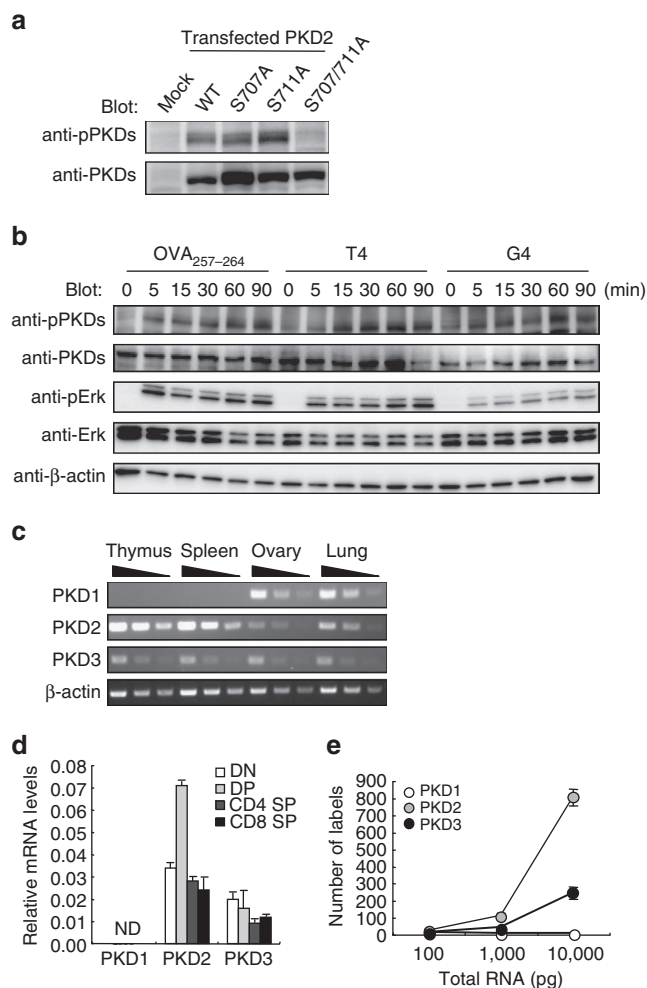 a
Transfected PKD2
Blot: Mock WT S707A S711A S707/711A
anti-pPKDs
anti-PKDs
b
OVA257–264 T4 G4
Blot: 0 5 15 30 60 90 0 5 15 30 60 90 0 5 15 30 60 90 (min)
anti-pPKDs
anti-PKDs
anti-pErk
anti-Erk
anti-β-actin
c
Thymus Spleen Ovary Lung
PKD1
PKD2
PKD3
β-actin
d
Relative mRNA levels
0.08
0.07
0.06
0.05
0.04
0.03
0.02
0.01
0.00
DN
DP
CD4 SP
CD8 SP
ND
PKD1 PKD2 PKD3
e
Number of labels
900
800
700
600
500
400
300
200
100
0
PKD1
PKD2
PKD3
100 1,000 10,000
Total RNA (pg)